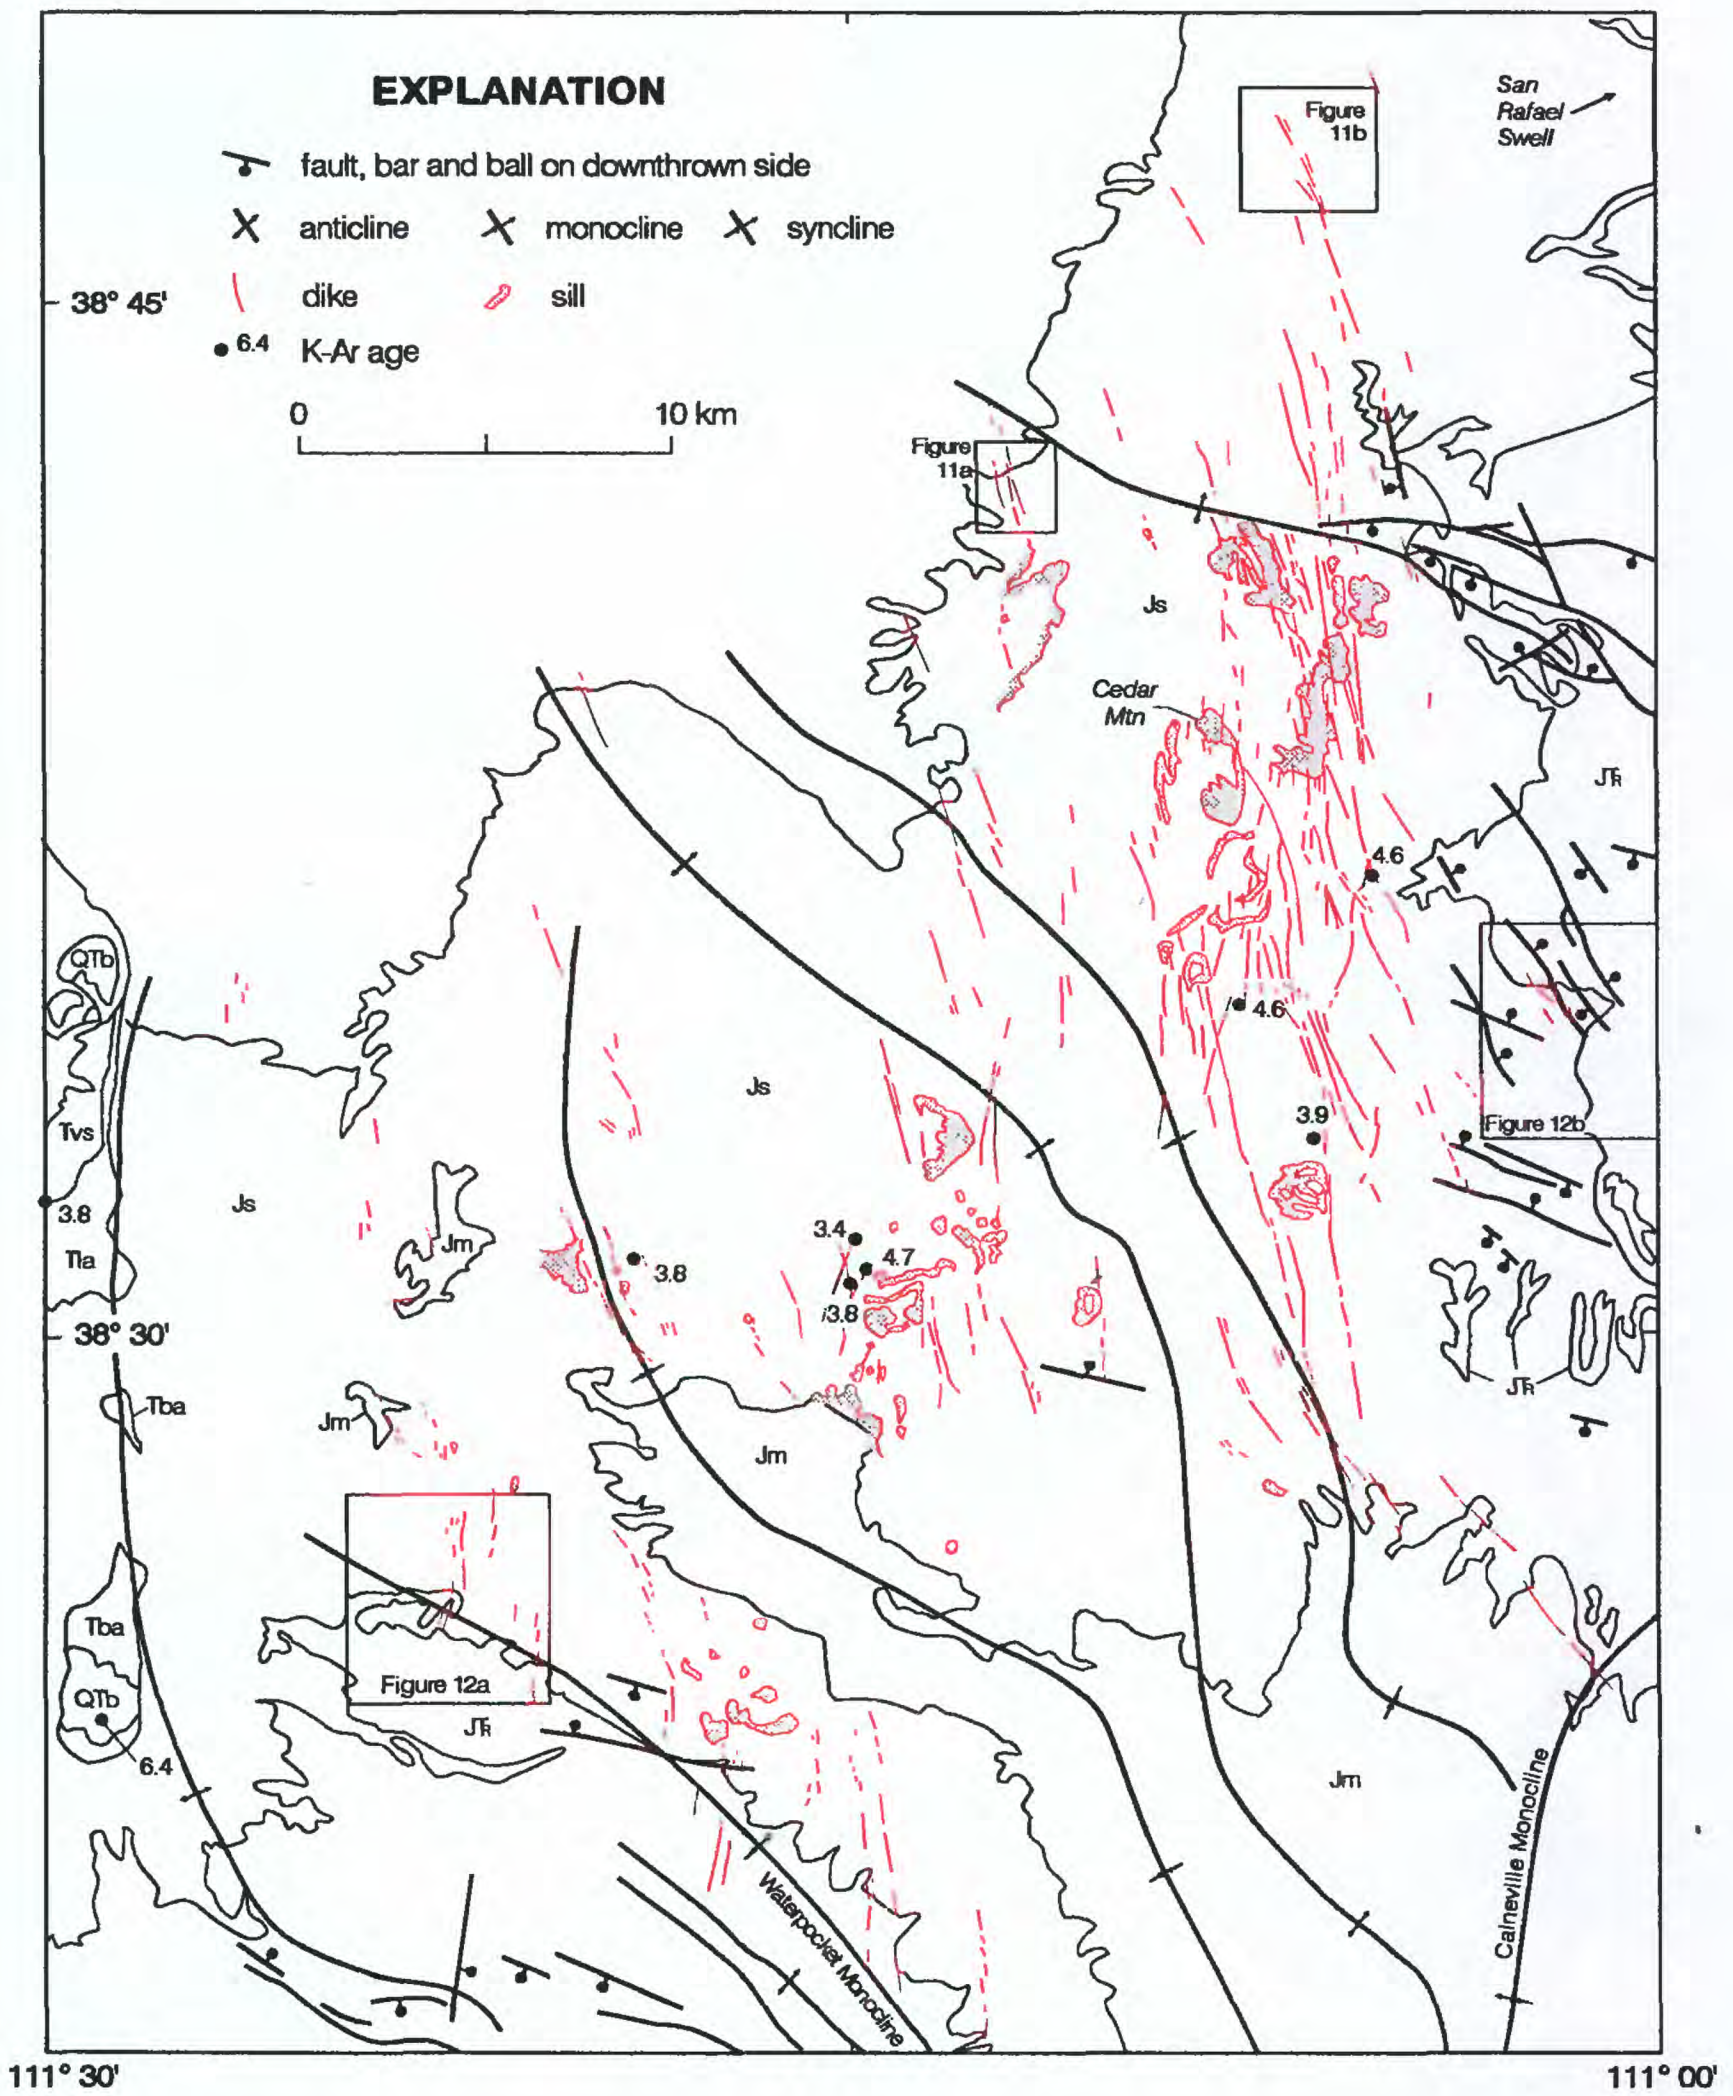 EXPLANATION
fault, bar and ball on downthrown side
anticline
monocline
syncline
dike
sill
6.4
K-Ar age
0
10 km
38° 45'
San
Rafael
Swell
Figure
11b
Figure
11a
Js
Cedar
Mtn
JTR
4.6
4.6
QTb
Js
Tvs
3.9
Figure 12b
3.8
Js
Jm
Tla
3.4
4.7
3.8
3.8
38° 30'
Tba
Jm
Jm
JTR
Tba
Figure 12a
QTb
JTR
6.4
Jm
Waterpocket Monocline
Caineville Monocline
111° 30'
111° 00'